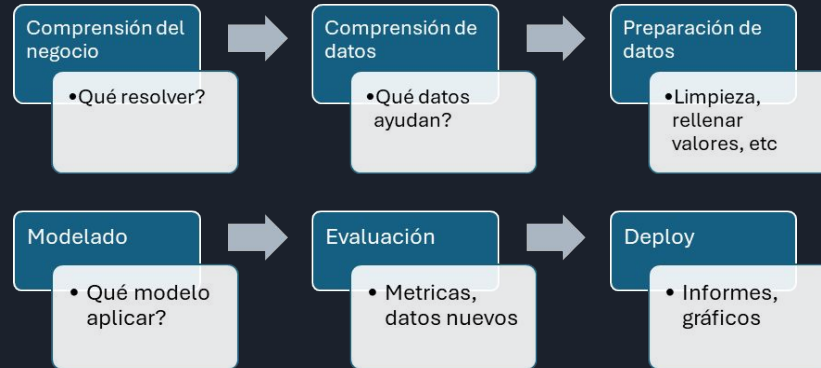 Comprensión del
negocio
•Qué resolver?
Comprensión de
datos
•Qué datos
ayudan?
Preparación de
datos
•Limpieza,
rellenar
valores, etc
Modelado
• Qué modelo
aplicar?
Evaluación
• Metricas,
datos nuevos
Deploy
• Informes,
gráficos